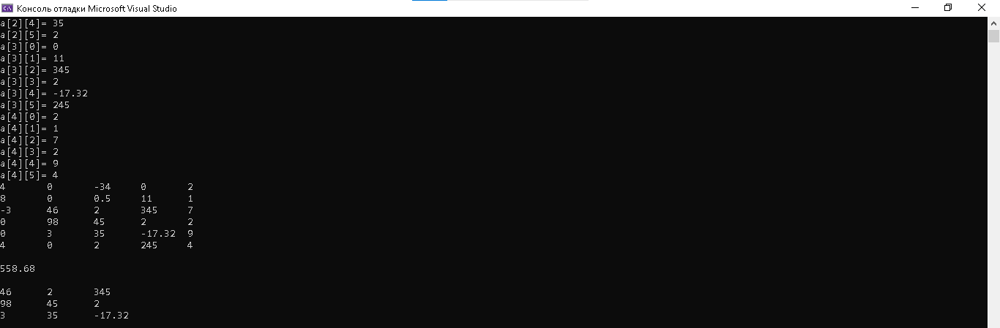 C:\ Консоль отладки Microsoft Visual Studio
a[2][4]= 35
a[2][5]= 2
a[3][0]= 0
a[3][1]= 11
a[3][2]= 345
a[3][3]= 2
a[3][4]= -17.32
a[3][5]= 245
a[4][0]= 2
a[4][1]= 1
a[4][2]= 7
a[4][3]= 2
a[4][4]= 9
a[4][5]= 4
4 0 -34 0 2
8 0 0.5 11 1
-3 46 2 345 7
0 98 45 2 2
0 3 35 -17.32 9
4 0 2 245 4
558.68
46 2 345
98 45 2
3 35 -17.32